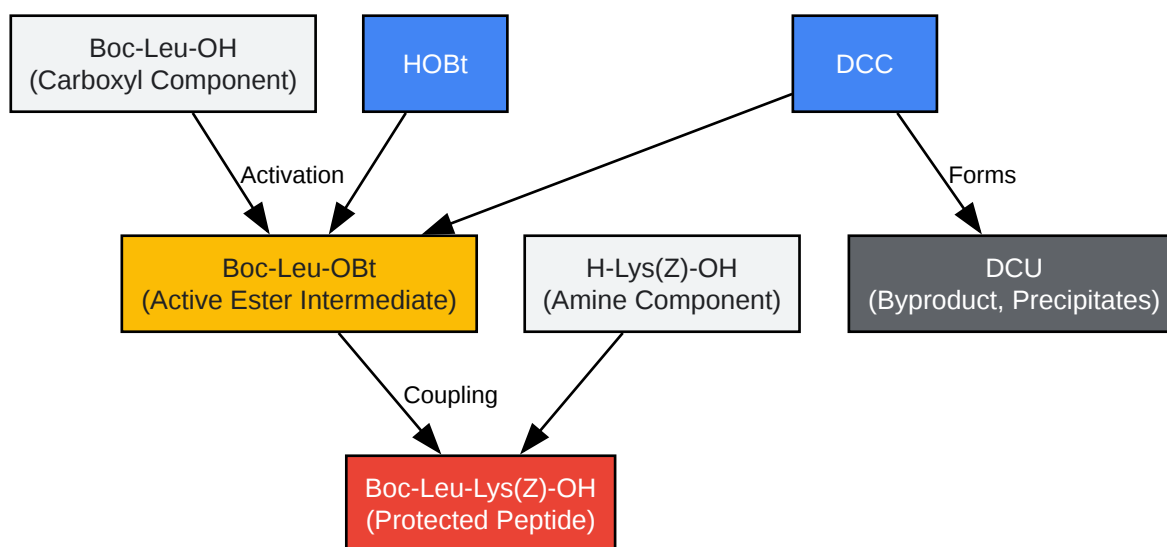 Boc-Leu-OH
(Carboxyl Component)
HOBt
DCC
Activation
Forms
Boc-Leu-OBt
(Active Ester Intermediate)
H-Lys(Z)-OH
(Amine Component)
DCU
(Byproduct, Precipitates)
Coupling
Boc-Leu-Lys(Z)-OH
(Protected Peptide)